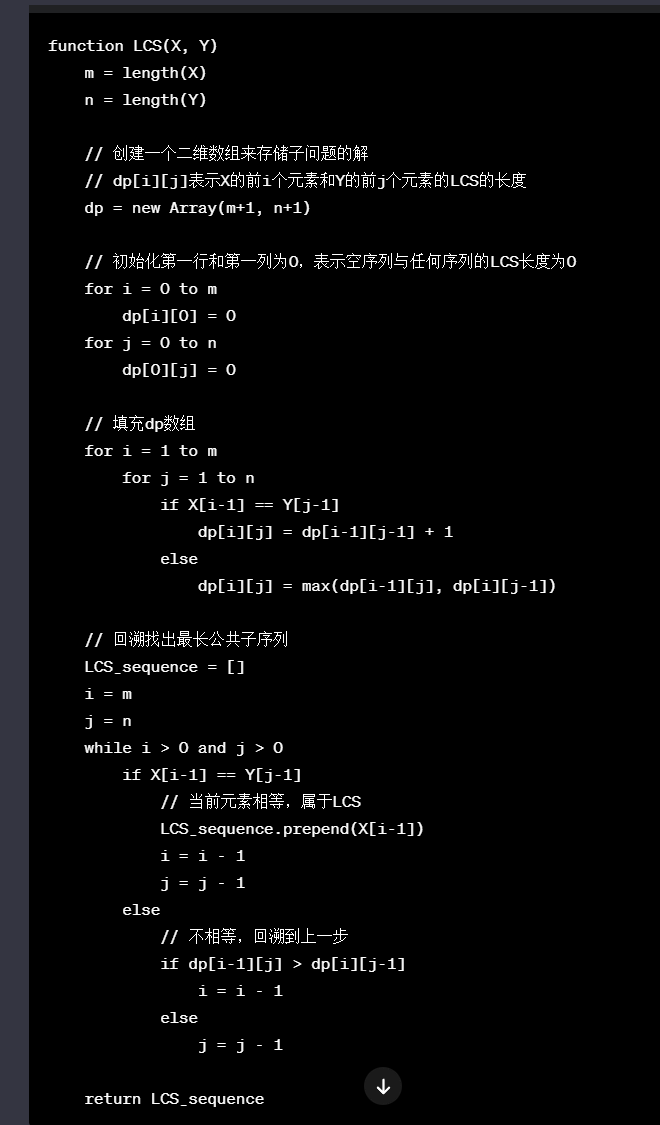 function LCS(X, Y)
    m = length(X)
    n = length(Y)
    // 创建一个二维数组来存储子问题的解
    // dp[i][j]表示X的前i个元素和Y的前j个元素的LCS的长度
    dp = new Array(m+1, n+1)
    // 初始化第一行和第一列为0，表示空序列与任何序列的LCS长度为0
    for i = 0 to m
        dp[i][0] = 0
    for j = 0 to n
        dp[0][j] = 0
    // 填充dp数组
    for i = 1 to m
        for j = 1 to n
            if X[i-1] == Y[j-1]
                dp[i][j] = dp[i-1][j-1] + 1
            else
                dp[i][j] = max(dp[i-1][j], dp[i][j-1])
    // 回溯找出最长公共子序列
    LCS_sequence = []
    i = m
    j = n
    while i > 0 and j > 0
        if X[i-1] == Y[j-1]
            // 当前元素相等，属于LCS
            LCS_sequence.prepend(X[i-1])
            i = i - 1
            j = j - 1
        else
            // 不相等，回溯到上一步
            if dp[i-1][j] > dp[i][j-1]
                i = i - 1
            else
                j = j - 1
    return LCS_sequence